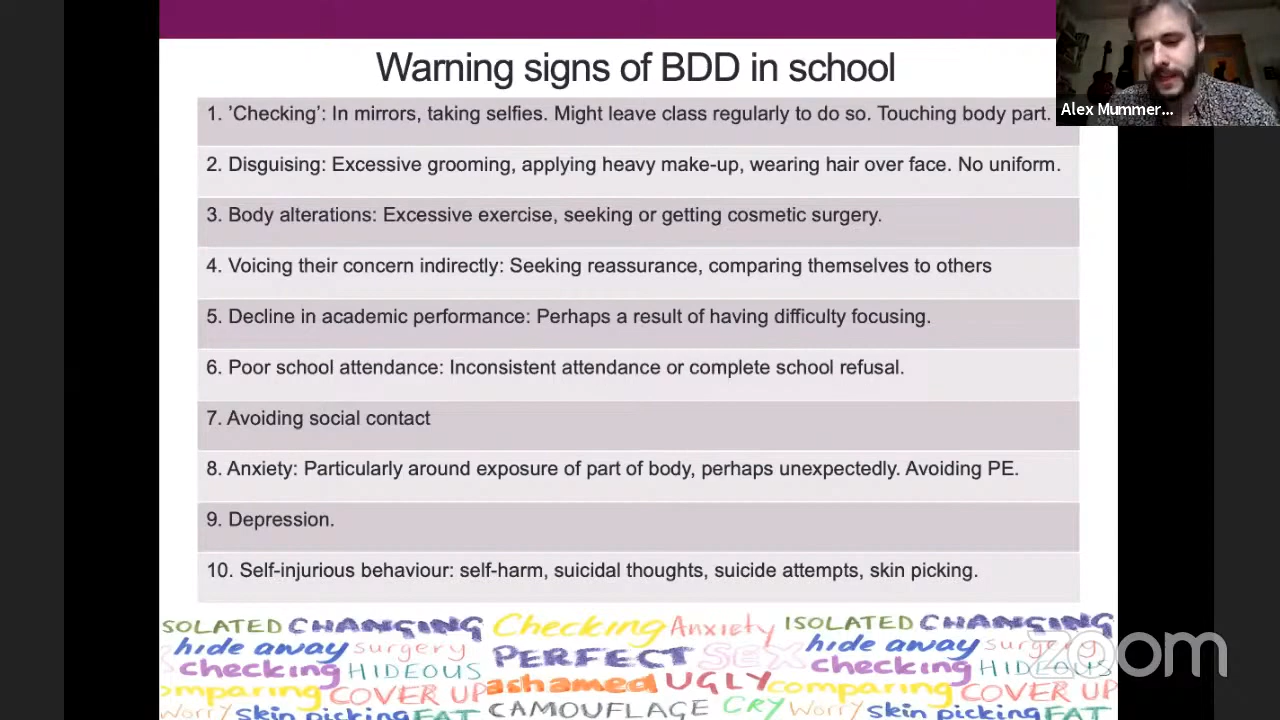 Warning signs of BDD in school
Alex Mummer...
1. 'Checking': In mirrors, taking selfies. Might leave class regularly to do so. Touching body part.
2. Disguising: Excessive grooming, applying heavy make-up, wearing hair over face. No uniform.
3. Body alterations: Excessive exercise, seeking or getting cosmetic surgery.
4. Voicing their concern indirectly: Seeking reassurance, comparing themselves to others
5. Decline in academic performance: Perhaps a result of having difficulty focusing.
6. Poor school attendance: Inconsistent attendance or complete school refusal.
7. Avoiding social contact
8. Anxiety: Particularly around exposure of part of body, perhaps unexpectedly. Avoiding PE.
9. Depression.
10. Self-injurious behaviour: self-harm, suicidal thoughts, suicide attempts, skin picking.
SOLATED CHANGING Checking Anxiety ISOLATED CHANGING
hide away surgery PERFECT SEX hide away surgery
checking HIDEOUS checking HIDEOUS
omparing COVER UP ashamed UGLY comparing COVER UP
Worry skin picking FAT CAMOUFLAGE CRY Worry skin picking FAT
zoom